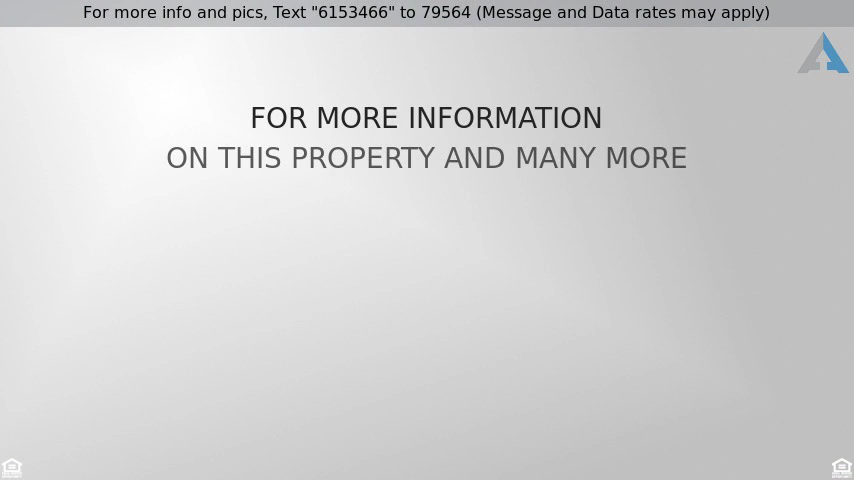 For more info and pics, Text "6153466" to 79564 (Message and Data rates may apply)
FOR MORE INFORMATION
ON THIS PROPERTY AND MANY MORE